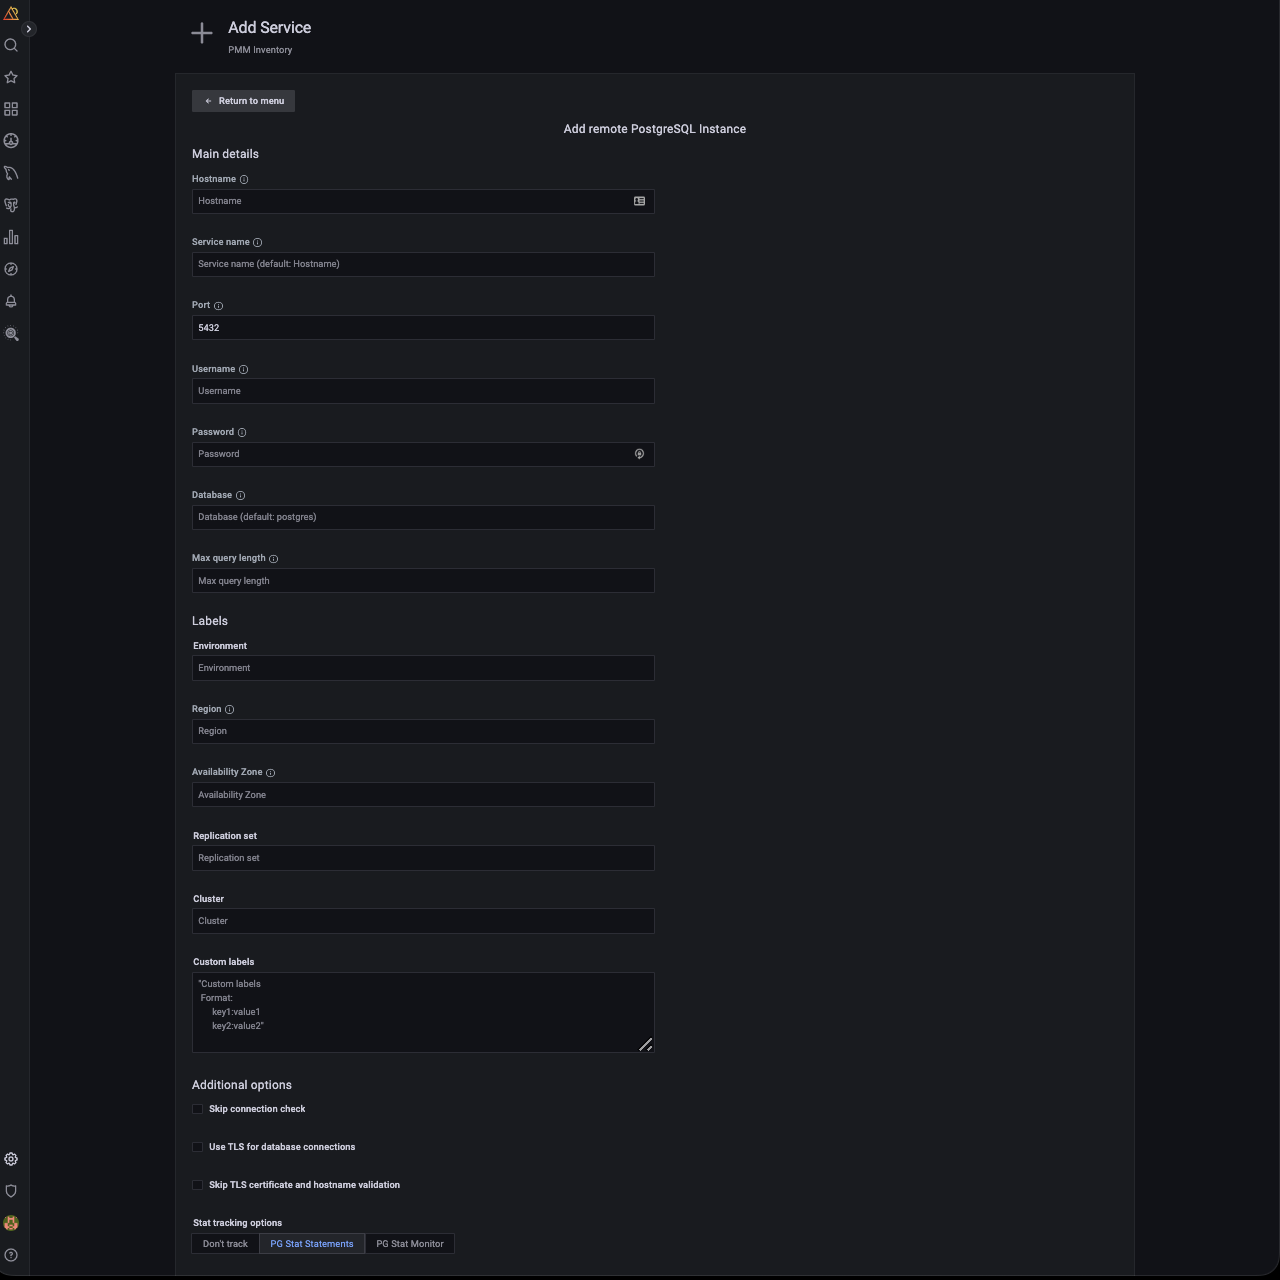 Add Service
PMM Inventory
Return to menu
Add remote PostgreSQL Instance
Main details
Hostname
Hostname
Service name
Service name (default: Hostname)
Port
5432
Username
Username
Password
Password
Database
Database (default: postgres)
Max query length
Max query length
Labels
Environment
Environment
Region
Region
Availability Zone
Availability Zone
Replication set
Replication set
Cluster
Cluster
Custom labels
"Custom labels
Format:
key1:value1
key2:value2"
Additional options
Skip connection check
Use TLS for database connections
Skip TLS certificate and hostname validation
Stat tracking options
Don't track PG Stat Statements PG Stat Monitor